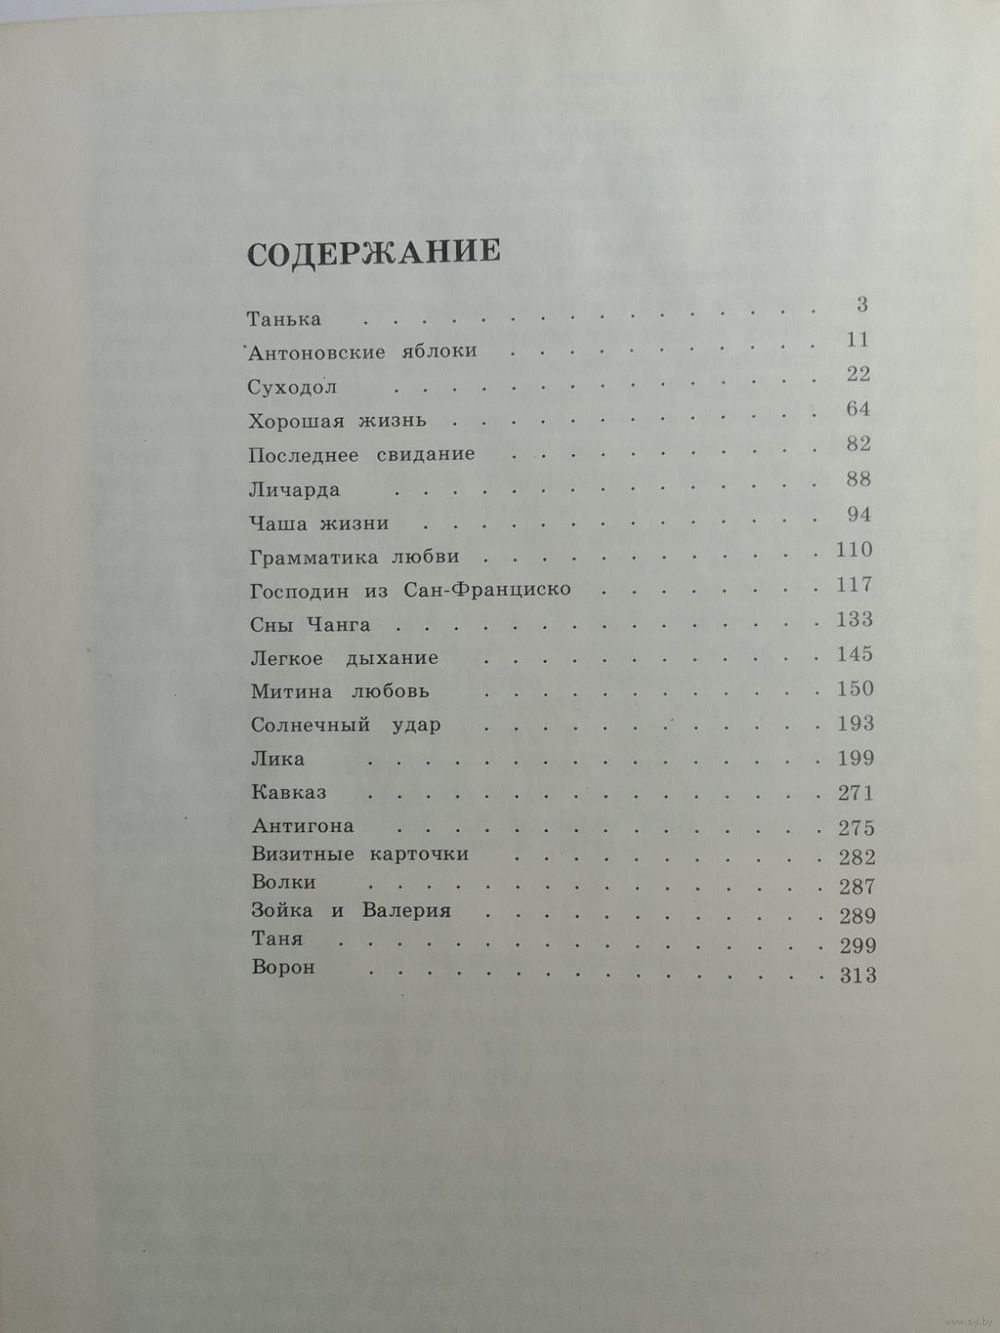 СОДЕРЖАНИЕ
Танька . . . . . . . . . . . . . . . . 3
Антоновские яблоки . . . . . . . . . . . 11
Суходол . . . . . . . . . . . . . . . 22
Хорошая жизнь . . . . . . . . . . . . . 64
Последнее свидание . . . . . . . . . . . 82
Личарда . . . . . . . . . . . . . . . 88
Чаша жизни . . . . . . . . . . . . . . 94
Грамматика любви . . . . . . . . . . . . 110
Господин из Сан-Франциско . . . . . . . . 117
Сны Чанга . . . . . . . . . . . . . . . 133
Легкое дыхание . . . . . . . . . . . . 145
Митина любовь . . . . . . . . . . . . 150
Солнечный удар . . . . . . . . . . . . 193
Лика . . . . . . . . . . . . . . . . 199
Кавказ . . . . . . . . . . . . . . . . 271
Антигона . . . . . . . . . . . . . . . 275
Визитные карточки . . . . . . . . . . . 282
Волки . . . . . . . . . . . . . . . . 287
Зойка и Валерия . . . . . . . . . . . . 289
Таня . . . . . . . . . . . . . . . . . 299
Ворон . . . . . . . . . . . . . . . . 313
www.ay.by